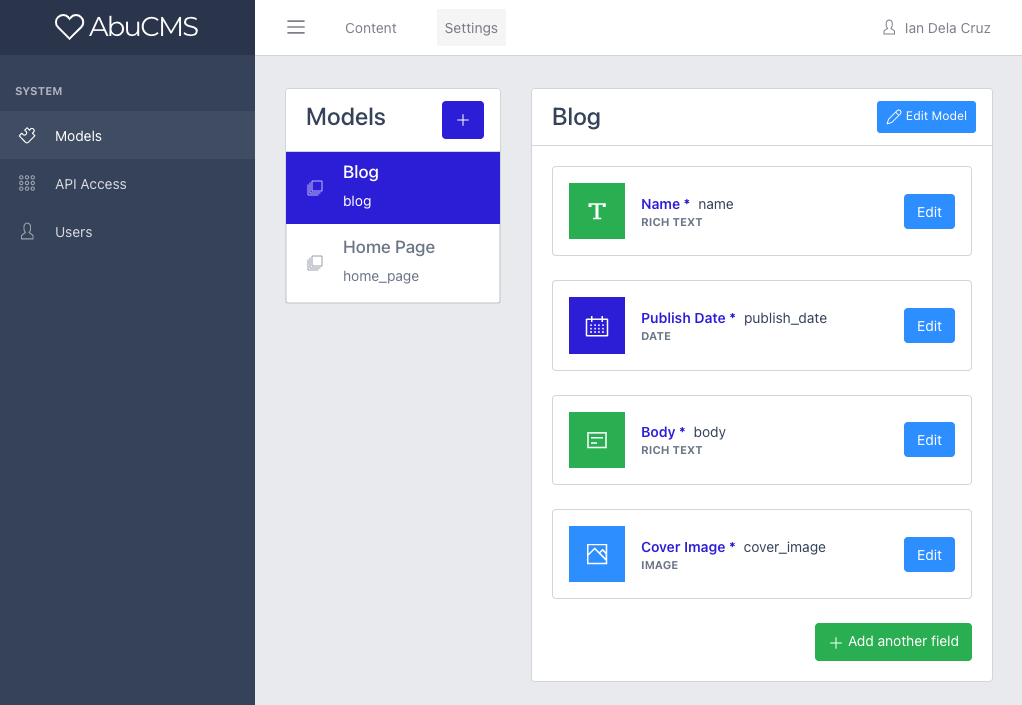 AbuCMS
Content
Settings
Ian Dela Cruz
SYSTEM
Models
API Access
Users
Models
+
Blog
blog
Home Page
home_page
Blog
Edit Model
T
Name * name
RICH TEXT
Edit
Publish Date * publish_date
DATE
Edit
Body * body
RICH TEXT
Edit
Cover Image * cover_image
IMAGE
Edit
+ Add another field